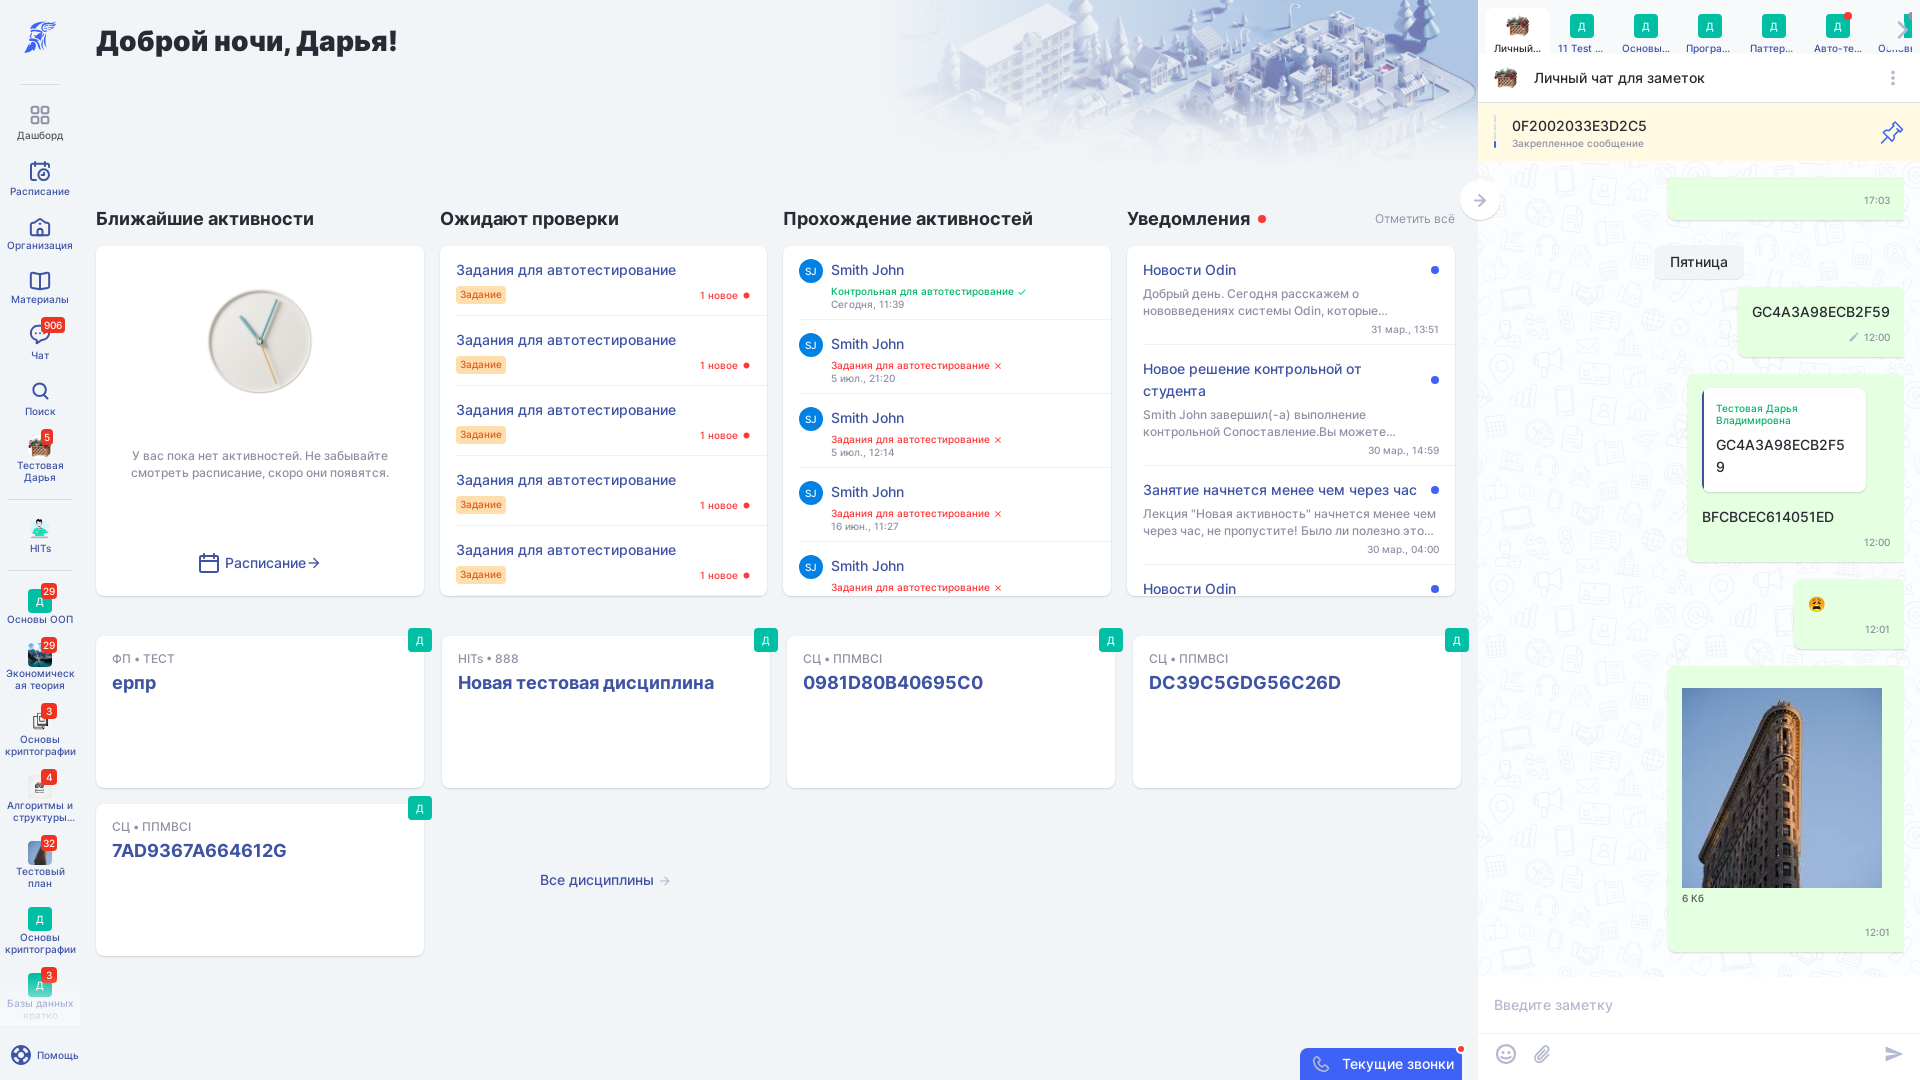 Доброй ночи, Дарья!
Дашборд
Расписание
Организация
Материалы
906
Чат
Поиск
5
Тестовая
Дарья
HITs
29
Д
Основы ООП
29
Экономическ
ая теория
3
Основы
криптографии
4
Алгоритмы и
структуры...
32
Тестовый
план
Д
Основы
криптографии
3
Д
Базы данных
кратко
Помощь
Ближайшие активности
У вас пока нет активностей. Не забывайте
смотреть расписание, скоро они появятся.
Расписание
Ожидают проверки
Задания для автотестирование
Задание
1 новое
Задания для автотестирование
Задание
1 новое
Задания для автотестирование
Задание
1 новое
Задания для автотестирование
Задание
1 новое
Задания для автотестирование
Задание
1 новое
Прохождение активностей
SJ
Smith John
Контрольная для автотестирование
Сегодня, 11:39
SJ
Smith John
Задания для автотестирование
5 июл., 21:20
SJ
Smith John
Задания для автотестирование
5 июл., 12:14
SJ
Smith John
Задания для автотестирование
16 июн., 11:27
SJ
Smith John
Задания для автотестирование
Уведомления
Отметить всё
Новости Odin
Добрый день. Сегодня расскажем о
нововведениях системы Odin, которые...
31 мар., 13:51
Новое решение контрольной от
студента
Smith John завершил(-а) выполнение
контрольной Сопоставление.Вы можете...
30 мар., 14:59
Занятие начнется менее чем через час
Лекция "Новая активность" начнется менее чем
через час, не пропустите! Было ли полезно это...
30 мар., 04:00
Новости Odin
Д
ФП • ТЕСТ
ерпр
Д
HITs • 888
Новая тестовая дисциплина
Д
СЦ • ППМВСI
0981D80B40695C0
Д
СЦ • ППМВСI
DC39C5GDG56C26D
Д
СЦ • ППМВСI
7AD9367A664612G
Все дисциплины
Текущие звонки
Личный...
Д
11 Test ...
Д
Основы...
Д
Програ...
Д
Паттер...
Д
Авто-те...
Личный чат для заметок
0F2002033E3D2C5
Закрепленное сообщение
17:03
Пятница
GC4A3A98ECB2F59
12:00
Тестовая Дарья
Владимировна
GC4A3A98ECB2F5
9
BFCBCEC614051ED
12:00
12:01
6 Кб
12:01
Введите заметку